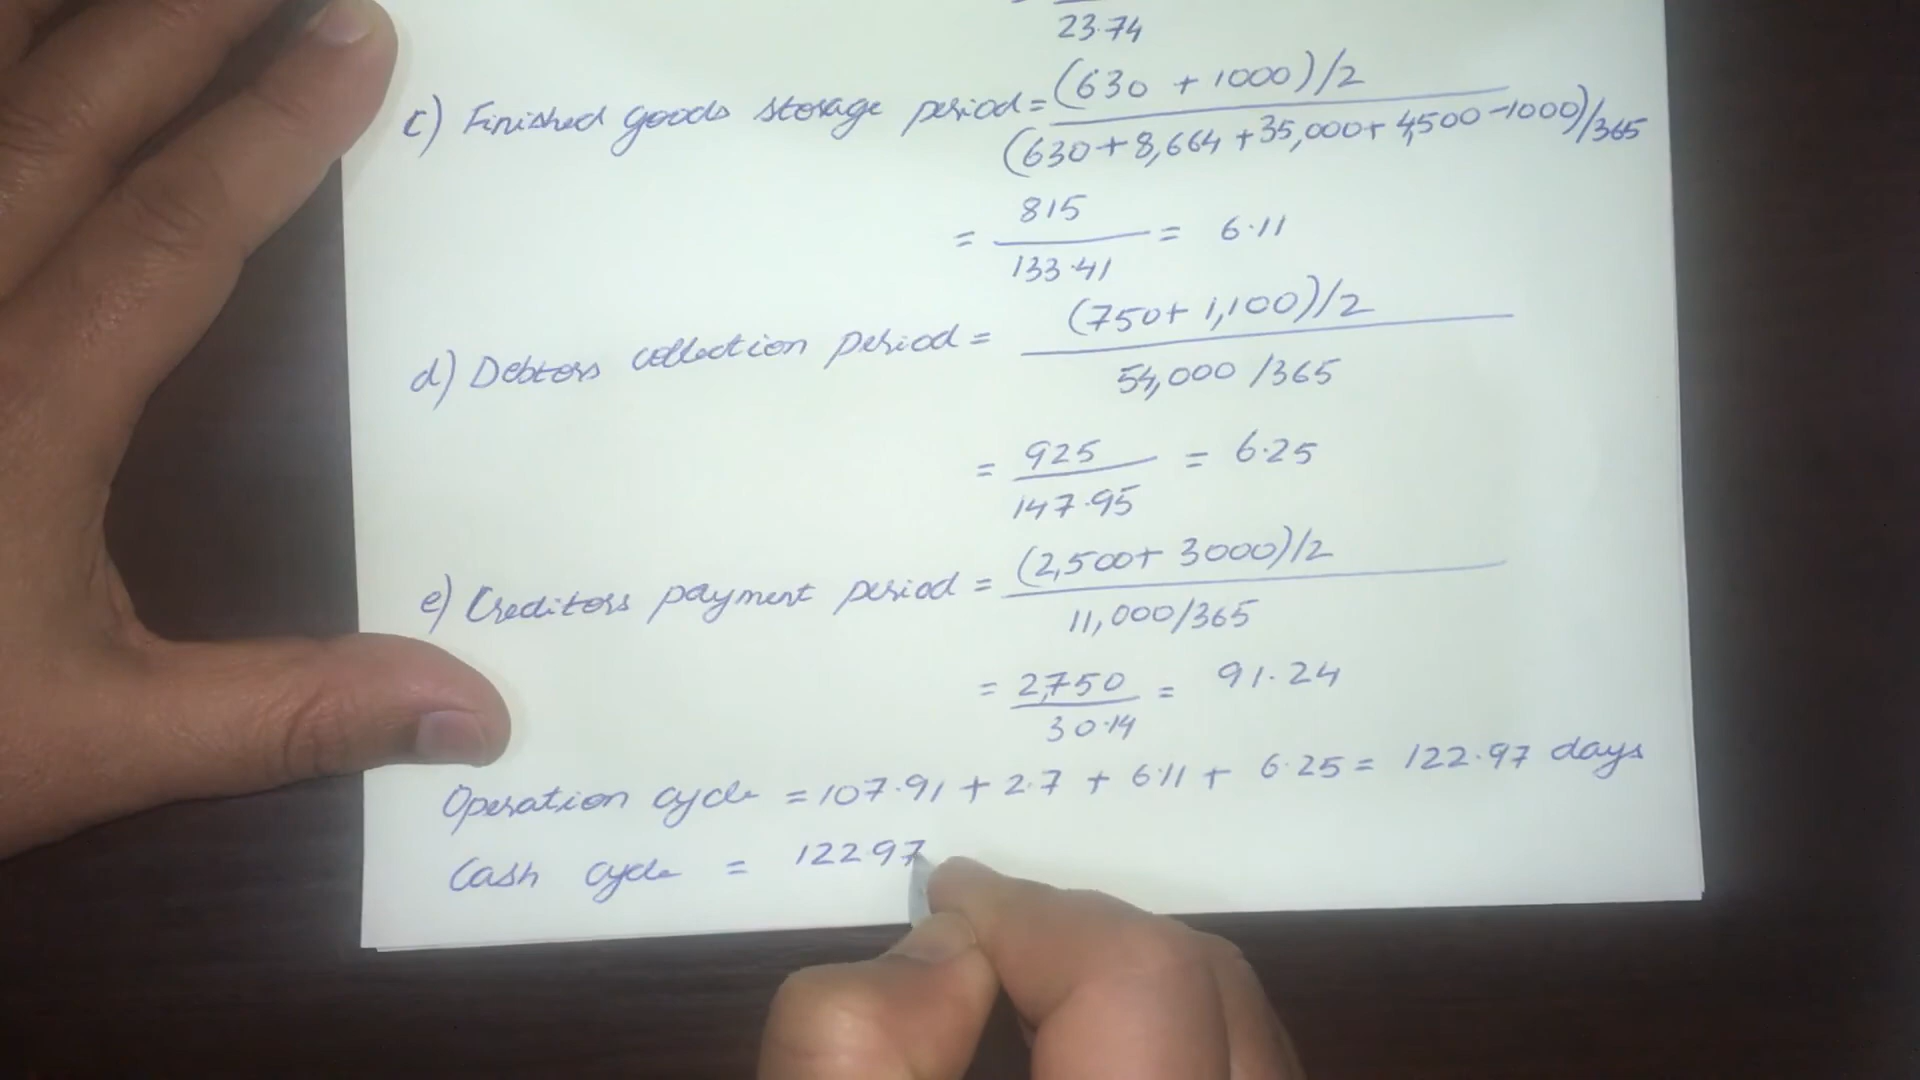 =
23.74
c) Finished goods storage period = (630 + 1000)/2
(630+8,664+35,000+4,500-1000)/365
= 815 = 6.11
133.41
d) Debtors collection period = (750+1,100)/2
54,000/365
= 925 = 6.25
147.95
e) Creditors payment period = (2,500+3000)/2
11,000/365
= 2,750 = 91.24
30.14
Operation cycle = 107.91 + 2.7 + 6.11 + 6.25 = 122.97 days
Cash cycle = 122.97